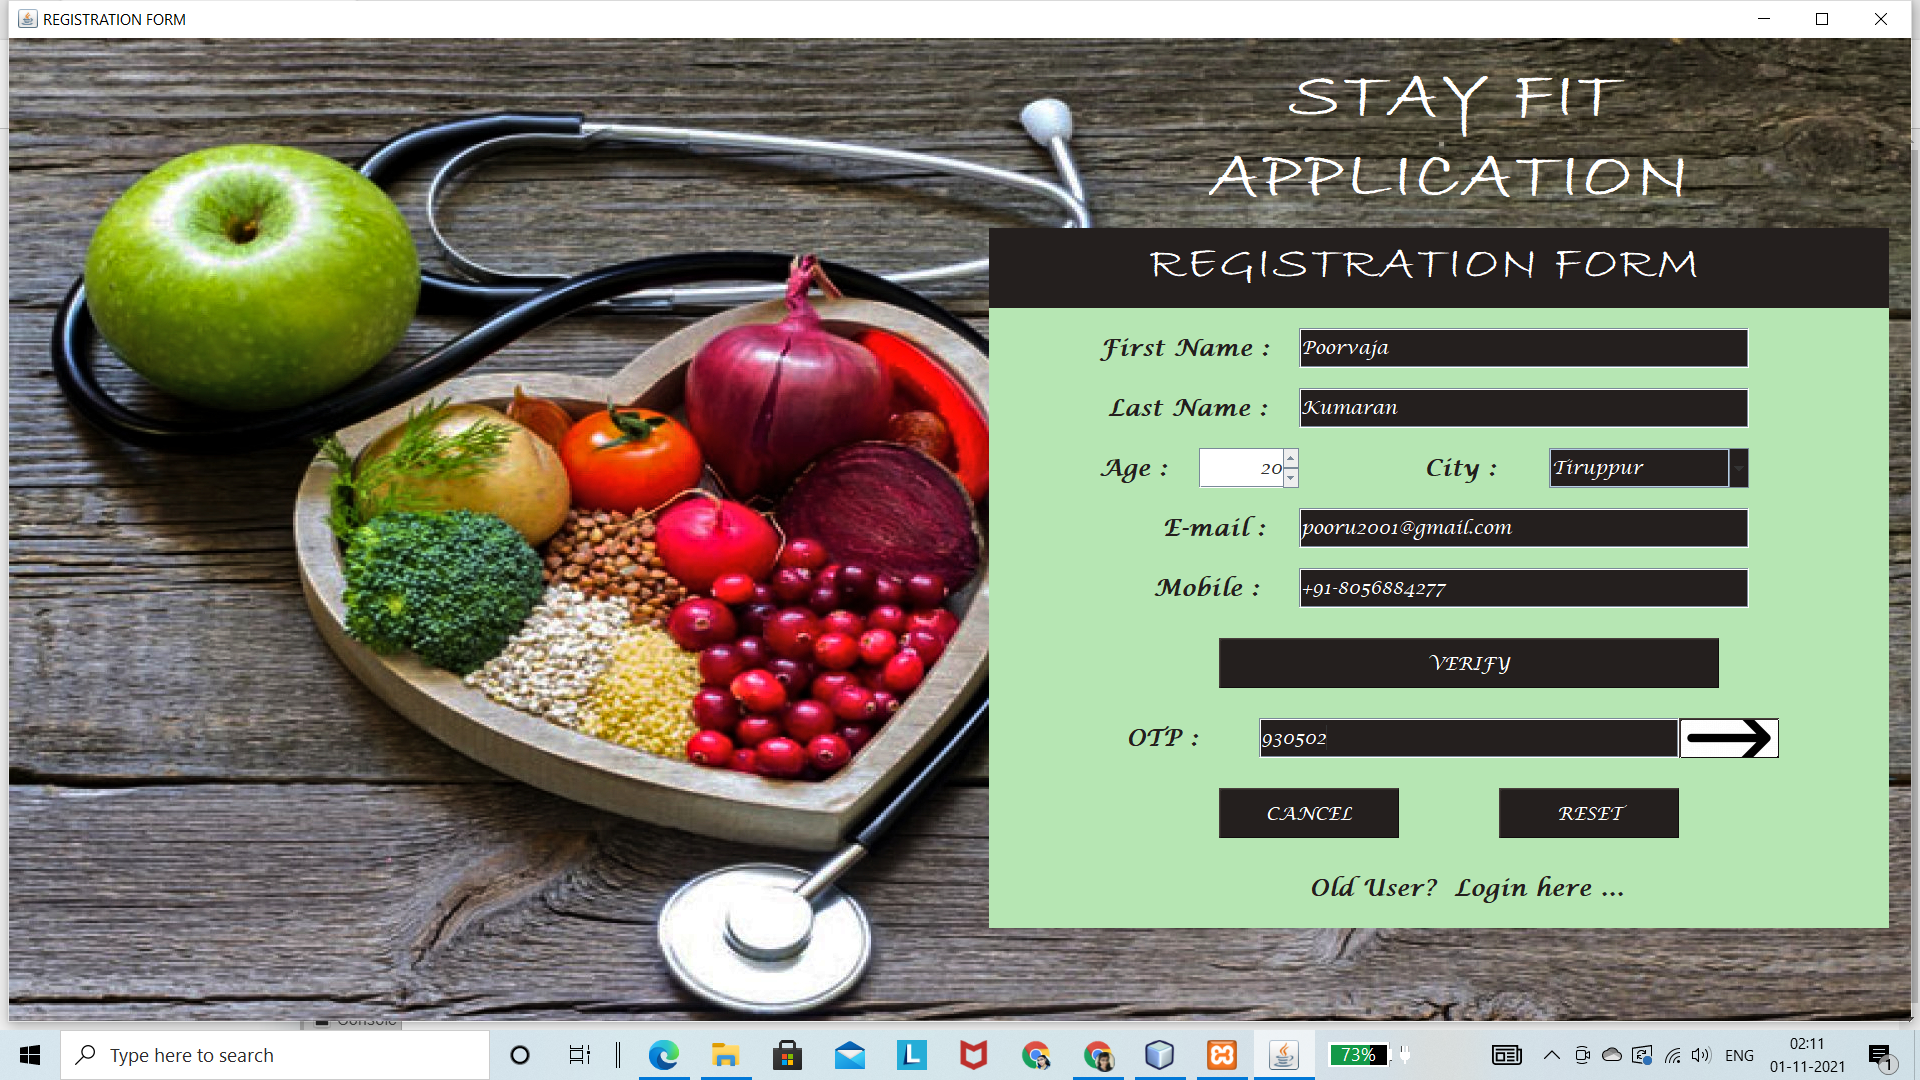 REGISTRATION FORM
STAY FIT
APPLICATION
REGISTRATION FORM
First Name : Poorvaja
Last Name : Kumaran
Age : 20 City : Tiruppur
E-mail : pooru2001@gmail.com
Mobile : +91-8056884277
VERIFY
OTP : 930502
CANCEL RESET
Old User? Login here ...
Console
Type here to search
L
73%
ENG
02:11
01-11-2021
1